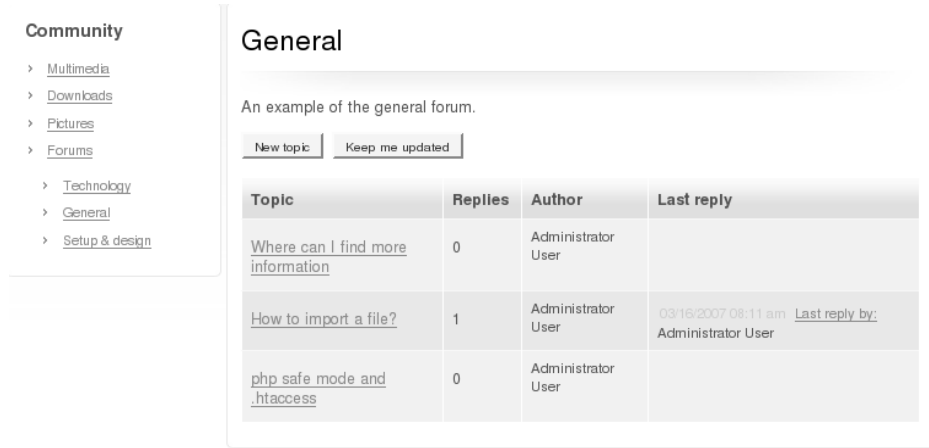 Community
Multimedia
Downloads
Pictures
Forums
Technology
General
Setup & design
General
An example of the general forum.
New topic Keep me updated
Topic Replies Author Last reply
Where can I find more
information
0
Administrator
User
How to import a file?
1
Administrator
User
03/16/2007 08:11 am Last reply by:
Administrator User
php safe mode and
.htaccess
0
Administrator
User